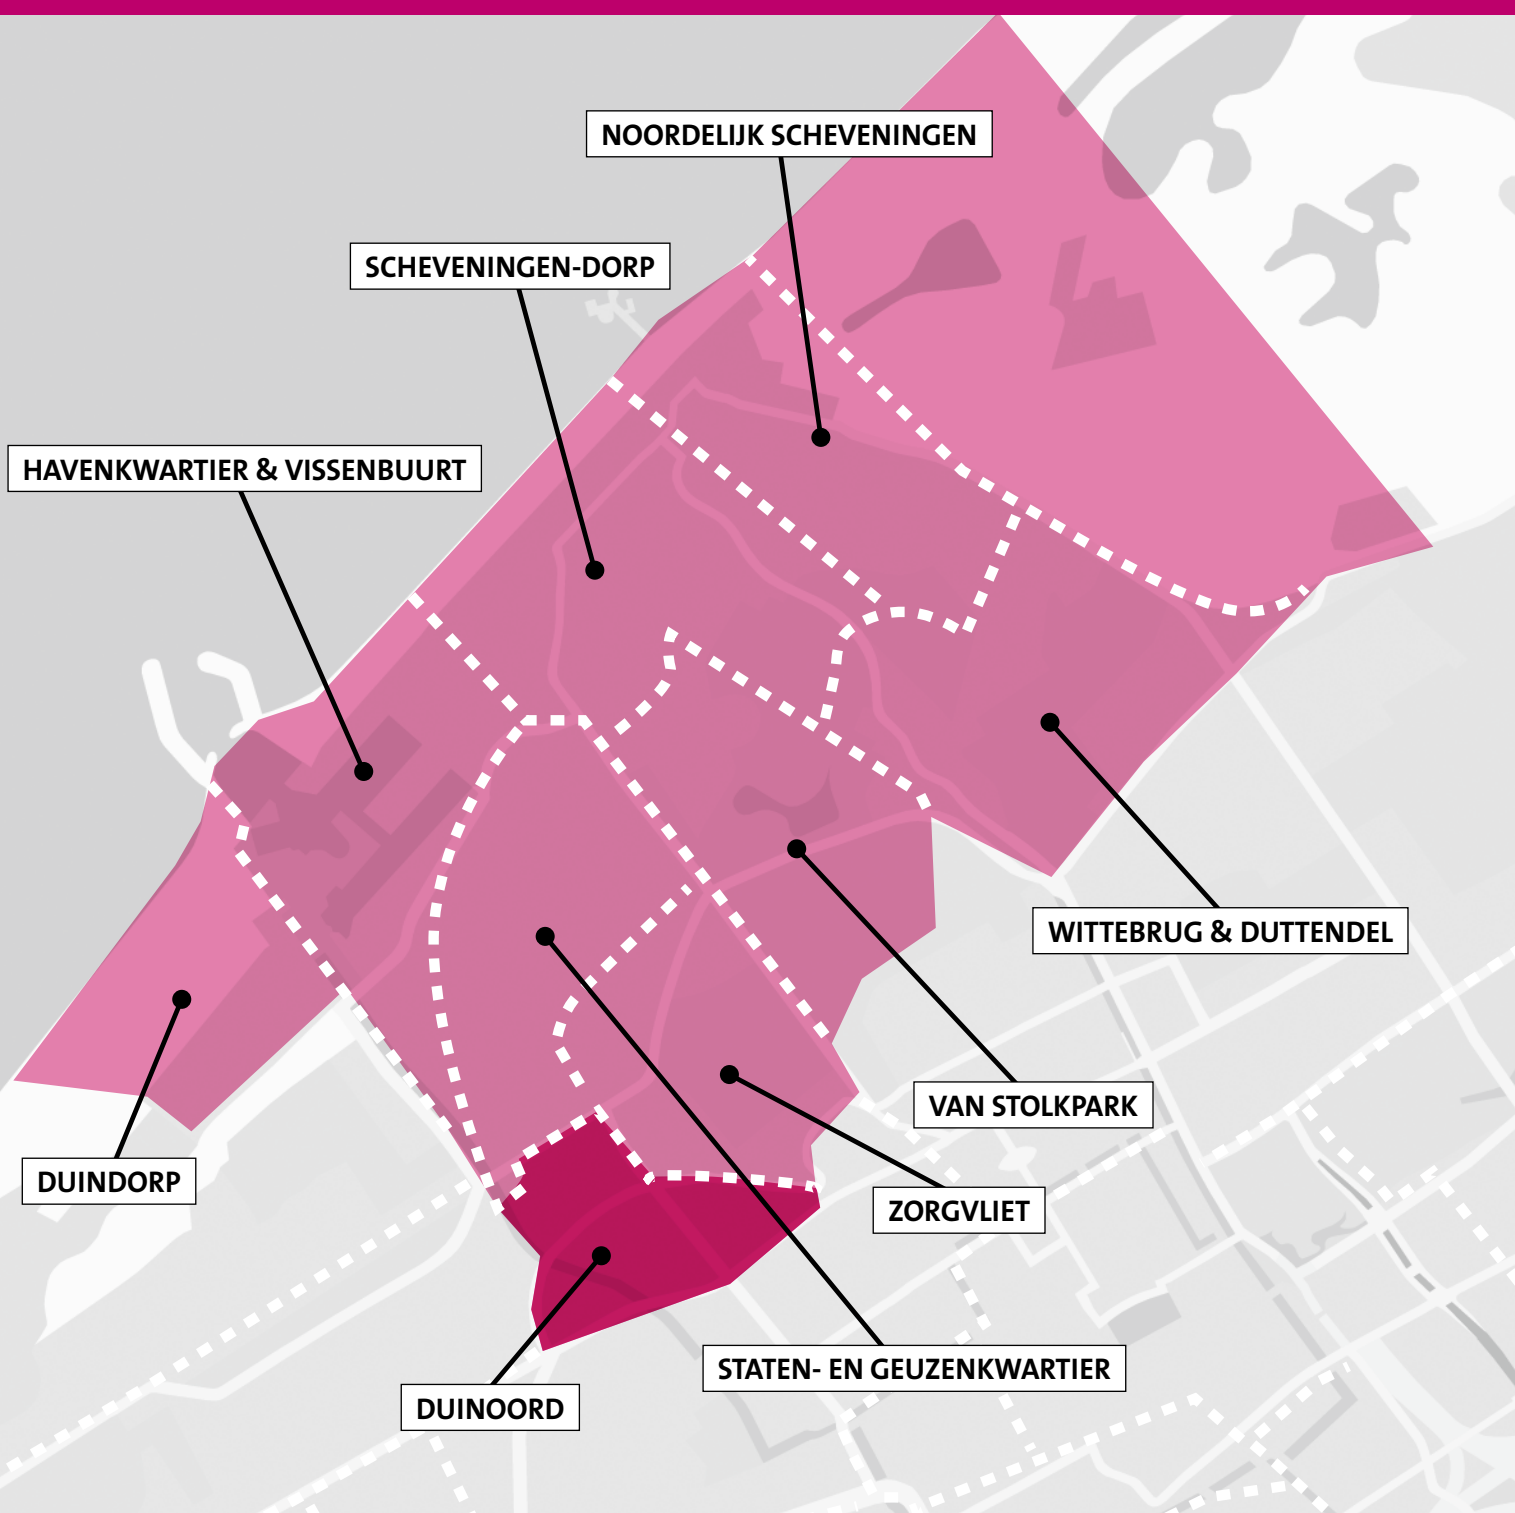 NOORDELIJK SCHEVENINGEN
SCHEVENINGEN-DORP
HAVENKWARTIER & VISSENBUURT
WITTEBRUG & DUTTENDEL
VAN STOLKPARK
DUINDORP
ZORGVLIET
STATEN- EN GEUZENKWARTIER
DUINOORD